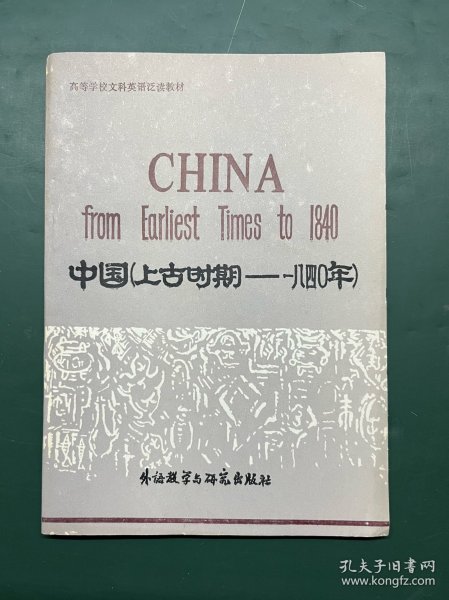 高等学校文科英语泛读教材
CHINA
from Earliest Times to 1840
中国(上古时期——一八四〇年)
外语教学与研究出版社
孔夫子旧书网
www.kongfz.com